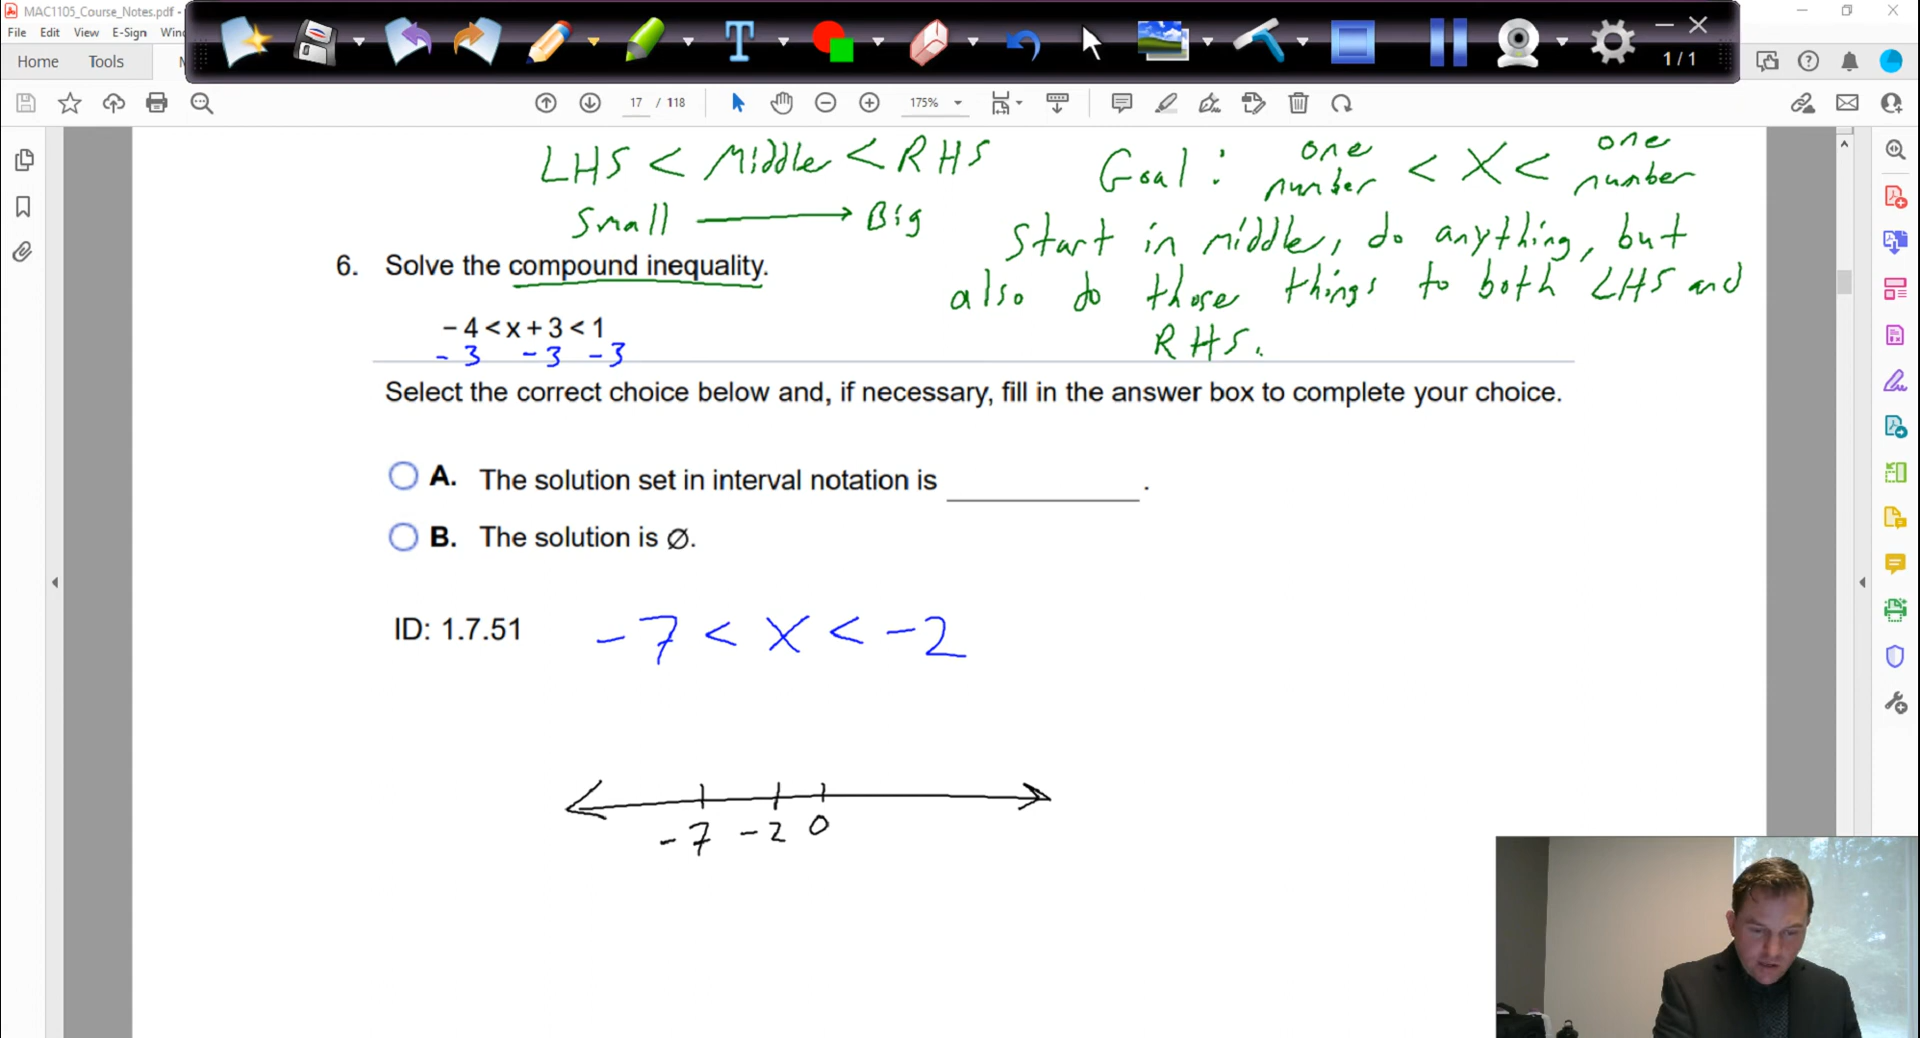 MAC1105_Course_Notes.pdf -
File Edit View E-Sign
1 / 1
Home Tools
17 / 118 175%
LHS < Middle < RHS
Small → Big
Goal: one number < X < one number
Start in middle, do anything, but
also do those things to both LHS and
RHS.
6. Solve the compound inequality.
- 4 < x + 3 < 1
- 3 - 3 - 3
Select the correct choice below and, if necessary, fill in the answer box to complete your choice.
A. The solution set in interval notation is ____________.
B. The solution is ∅.
ID: 1.7.51
-7 < X < -2
-7 -2 0